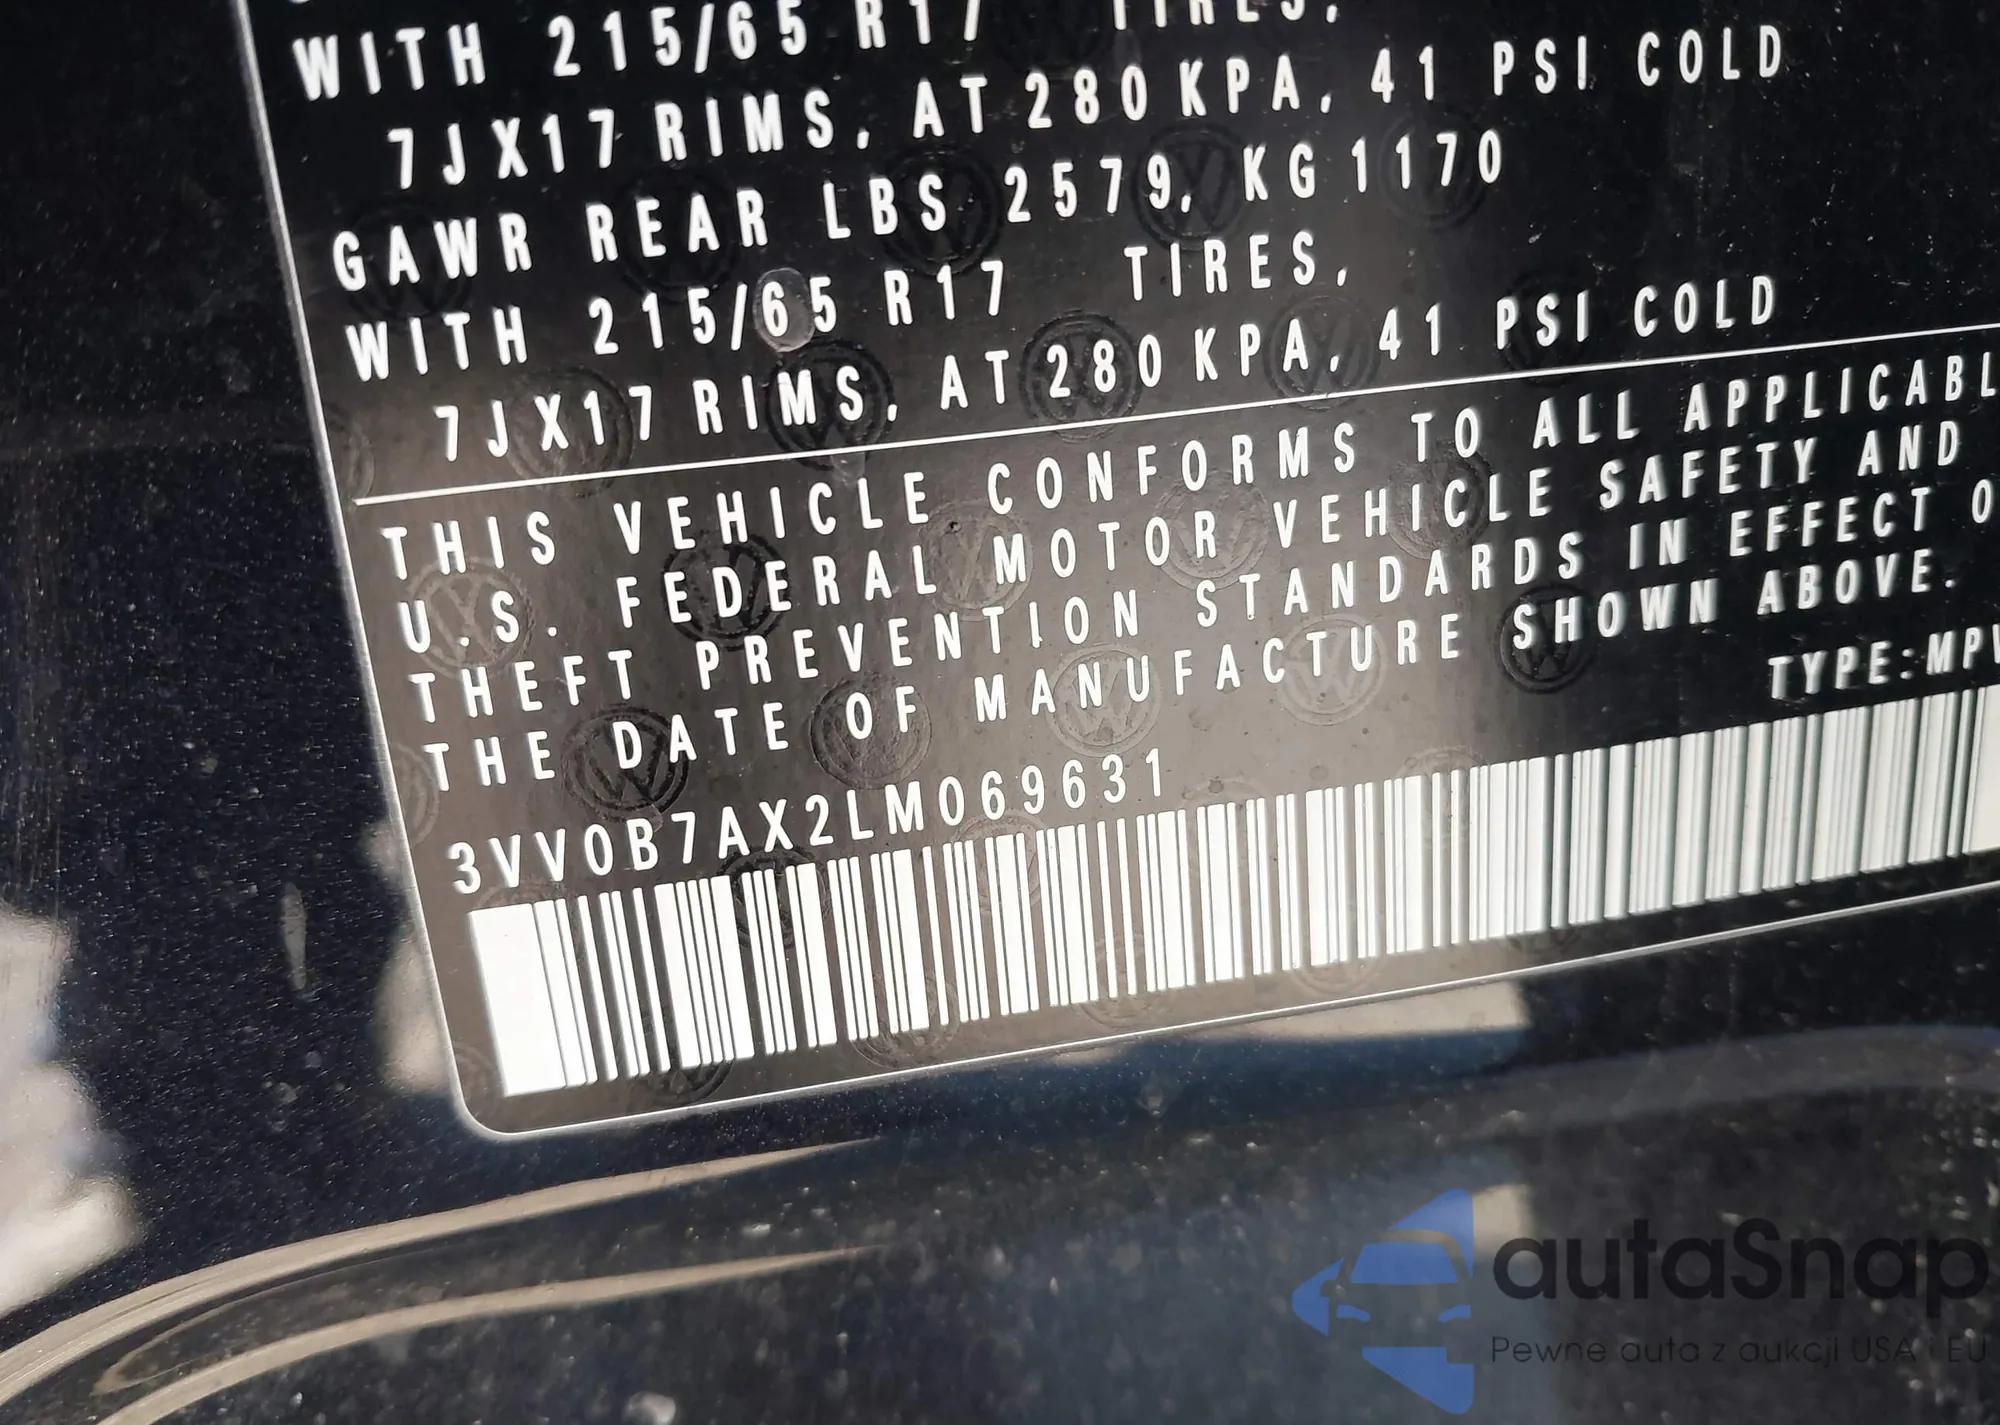 WITH 215/65 R17 TIRES,
7JX17 RIMS, AT 280 KPA, 41 PSI COLD
GAWR REAR LBS 2579, KG 1170
WITH 215/65 R17 TIRES,
7JX17 RIMS, AT 280 KPA, 41 PSI COLD
THIS VEHICLE CONFORMS TO ALL APPLICABL
U.S. FEDERAL MOTOR VEHICLE SAFETY AND
THEFT PREVENTION STANDARDS IN EFFECT O
THE DATE OF MANUFACTURE SHOWN ABOVE.
TYPE:MPV
3VV0B7AX2LM069631
autaSnap
Pewne auta z aukcji USA i EU